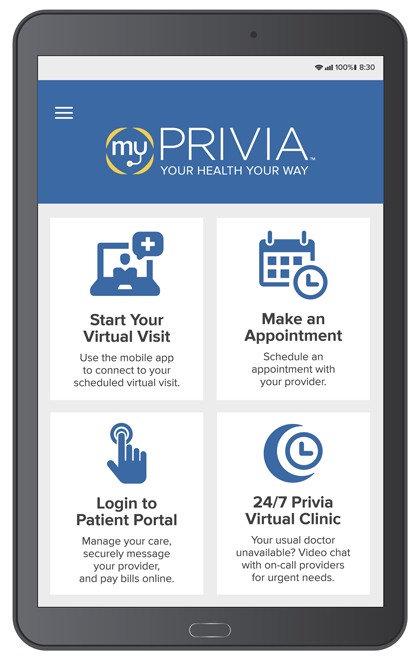 100% 8:30
my PRIVIA™
YOUR HEALTH YOUR WAY
Start Your
Virtual Visit
Use the mobile app
to connect to your
scheduled virtual visit.
Make an
Appointment
Schedule an
appointment with
your provider.
Login to
Patient Portal
Manage your care,
securely message
your provider,
and pay bills online.
24/7 Privia
Virtual Clinic
Your usual doctor
unavailable? Video chat
with on-call providers
for urgent needs.